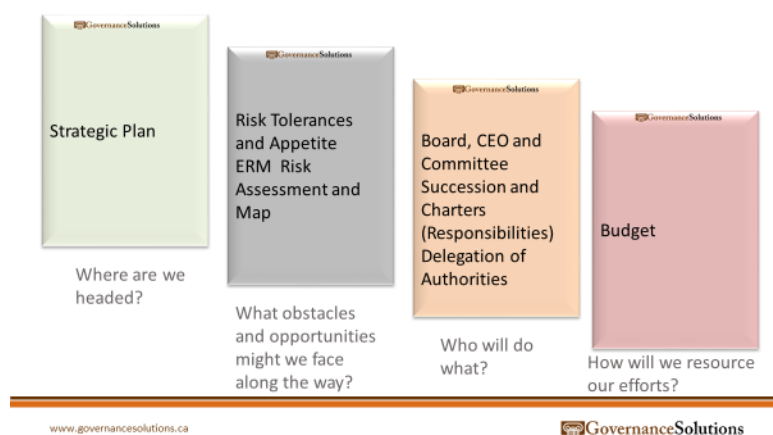 GovernanceSolutions
Strategic Plan
Where are we
headed?
GovernanceSolutions
Risk Tolerances
and Appetite
ERM Risk
Assessment and
Map
What obstacles
and opportunities
might we face
along the way?
GovernanceSolutions
Board, CEO and
Committee
Succession and
Charters
(Responsibilities)
Delegation of
Authorities
Who will do
what?
GovernanceSolutions
Budget
How will we resource
our efforts?
www.governancesolutions.ca
GovernanceSolutions